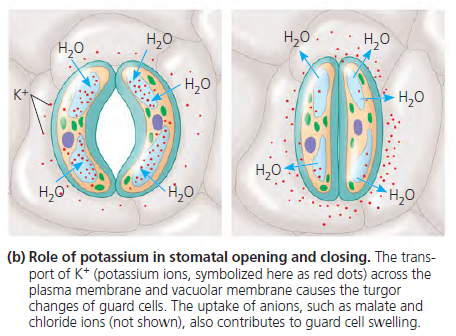 H₂O
H₂O
H₂O
K+
H₂O
H₂O
H₂O
H₂O
H₂O
H₂O
H₂O
(b) Role of potassium in stomatal opening and closing. The trans-
port of K⁺ (potassium ions, symbolized here as red dots) across the
plasma membrane and vacuolar membrane causes the turgor
changes of guard cells. The uptake of anions, such as malate and
chloride ions (not shown), also contributes to guard cell swelling.